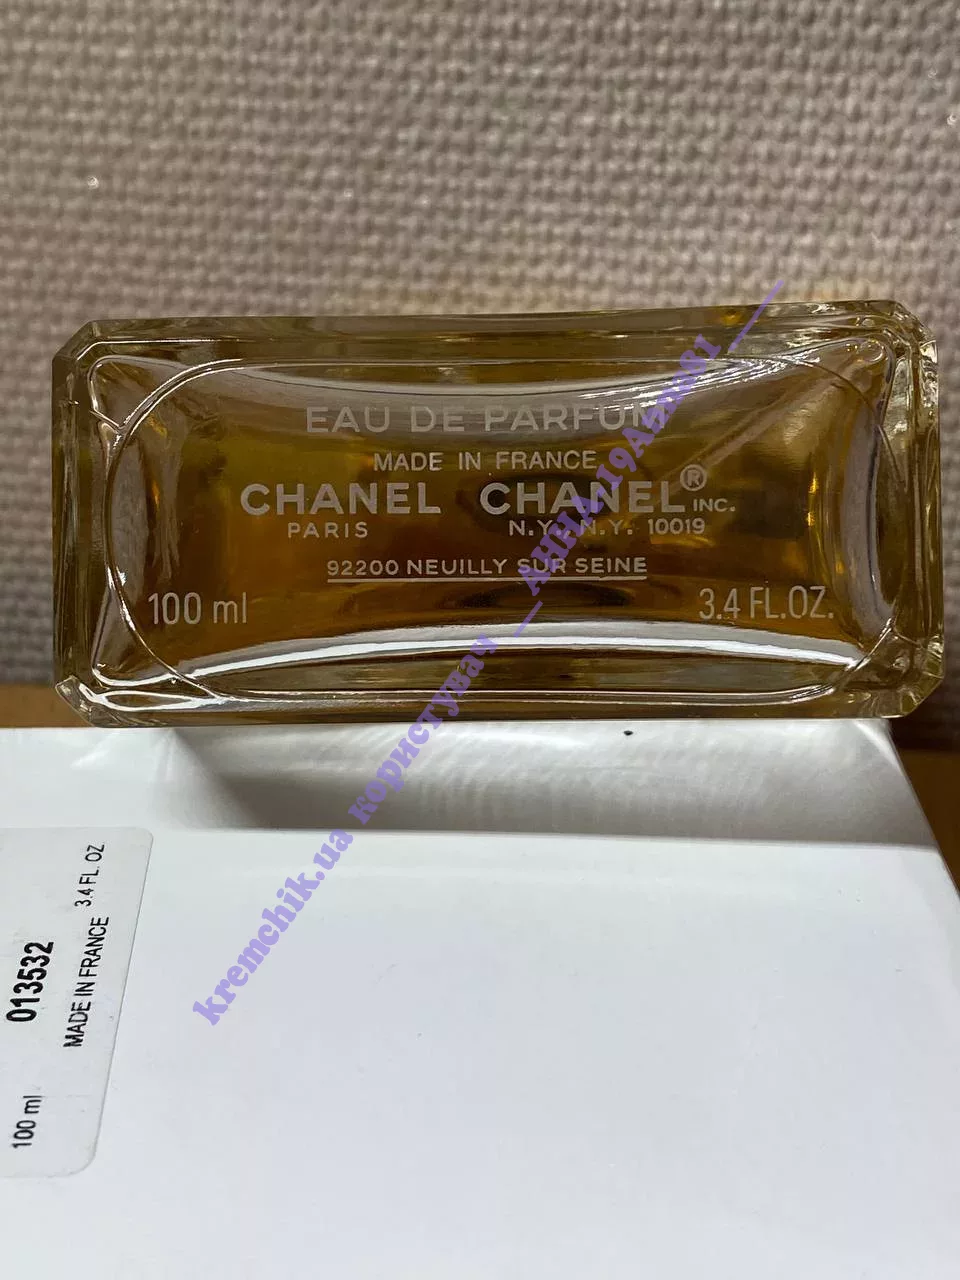 EAU DE PARFUM
MADE IN FRANCE
CHANEL CHANEL® INC.
PARIS N.Y., N.Y. 10019
92200 NEUILLY SUR SEINE
100 ml 3.4 FL.OZ.
kremchik.ua користувач
100 ml 013532
MADE IN FRANCE 3.4 FL. OZ